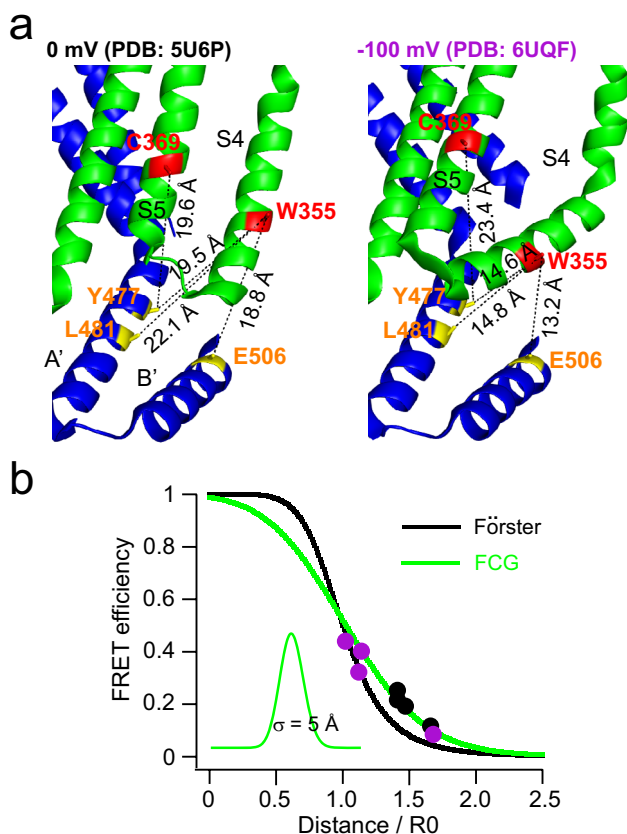 a
0 mV (PDB: 5U6P)
-100 mV (PDB: 6UQF)
C369
S4
S5
19.6 Å
W355
19.5 Å
18.8 Å
Y477
L481
22.1 Å
A'
B'
E506
C369
S4
S5
23.4 Å
14.6 Å
W355
Y477
L481
14.8 Å
13.2 Å
A'
B'
E506
b
1
0.8
0.6
0.4
0.2
0
FRET efficiency
Förster
FCG
σ = 5 Å
0 0.5 1.0 1.5 2.0 2.5
Distance / R0